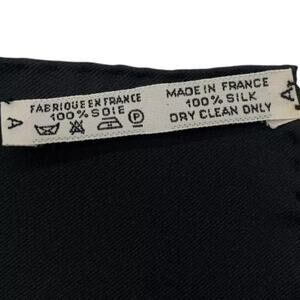 A
FABRIQUE EN FRANCE
100% SOIE
P
MADE IN FRANCE
100% SILK
DRY CLEAN ONLY
A